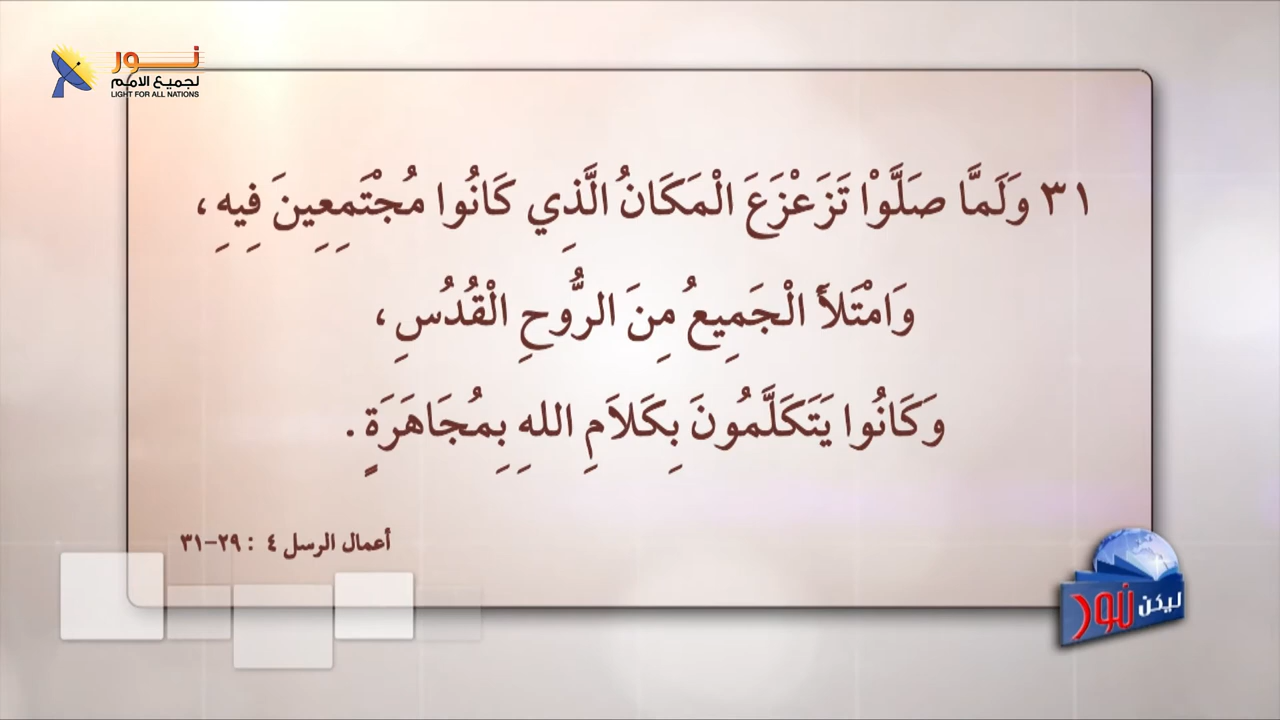 نور
لجميع الامم
LIGHT FOR ALL NATIONS
٣١ وَلَمَّا صَلَّوْا تَزَعْزَعَ الْمَكَانُ الَّذِي كَانُوا مُجْتَمِعِينَ فِيهِ ،
وَامْتَلأَ الْجَمِيعُ مِنَ الرُّوحِ الْقُدُسِ ،
وَكَانُوا يَتَكَلَّمُونَ بِكَلاَمِ اللهِ بِمُجَاهَرَةٍ .
أعمال الرسل ٤ : ٢٩-٣١
ليكن نور